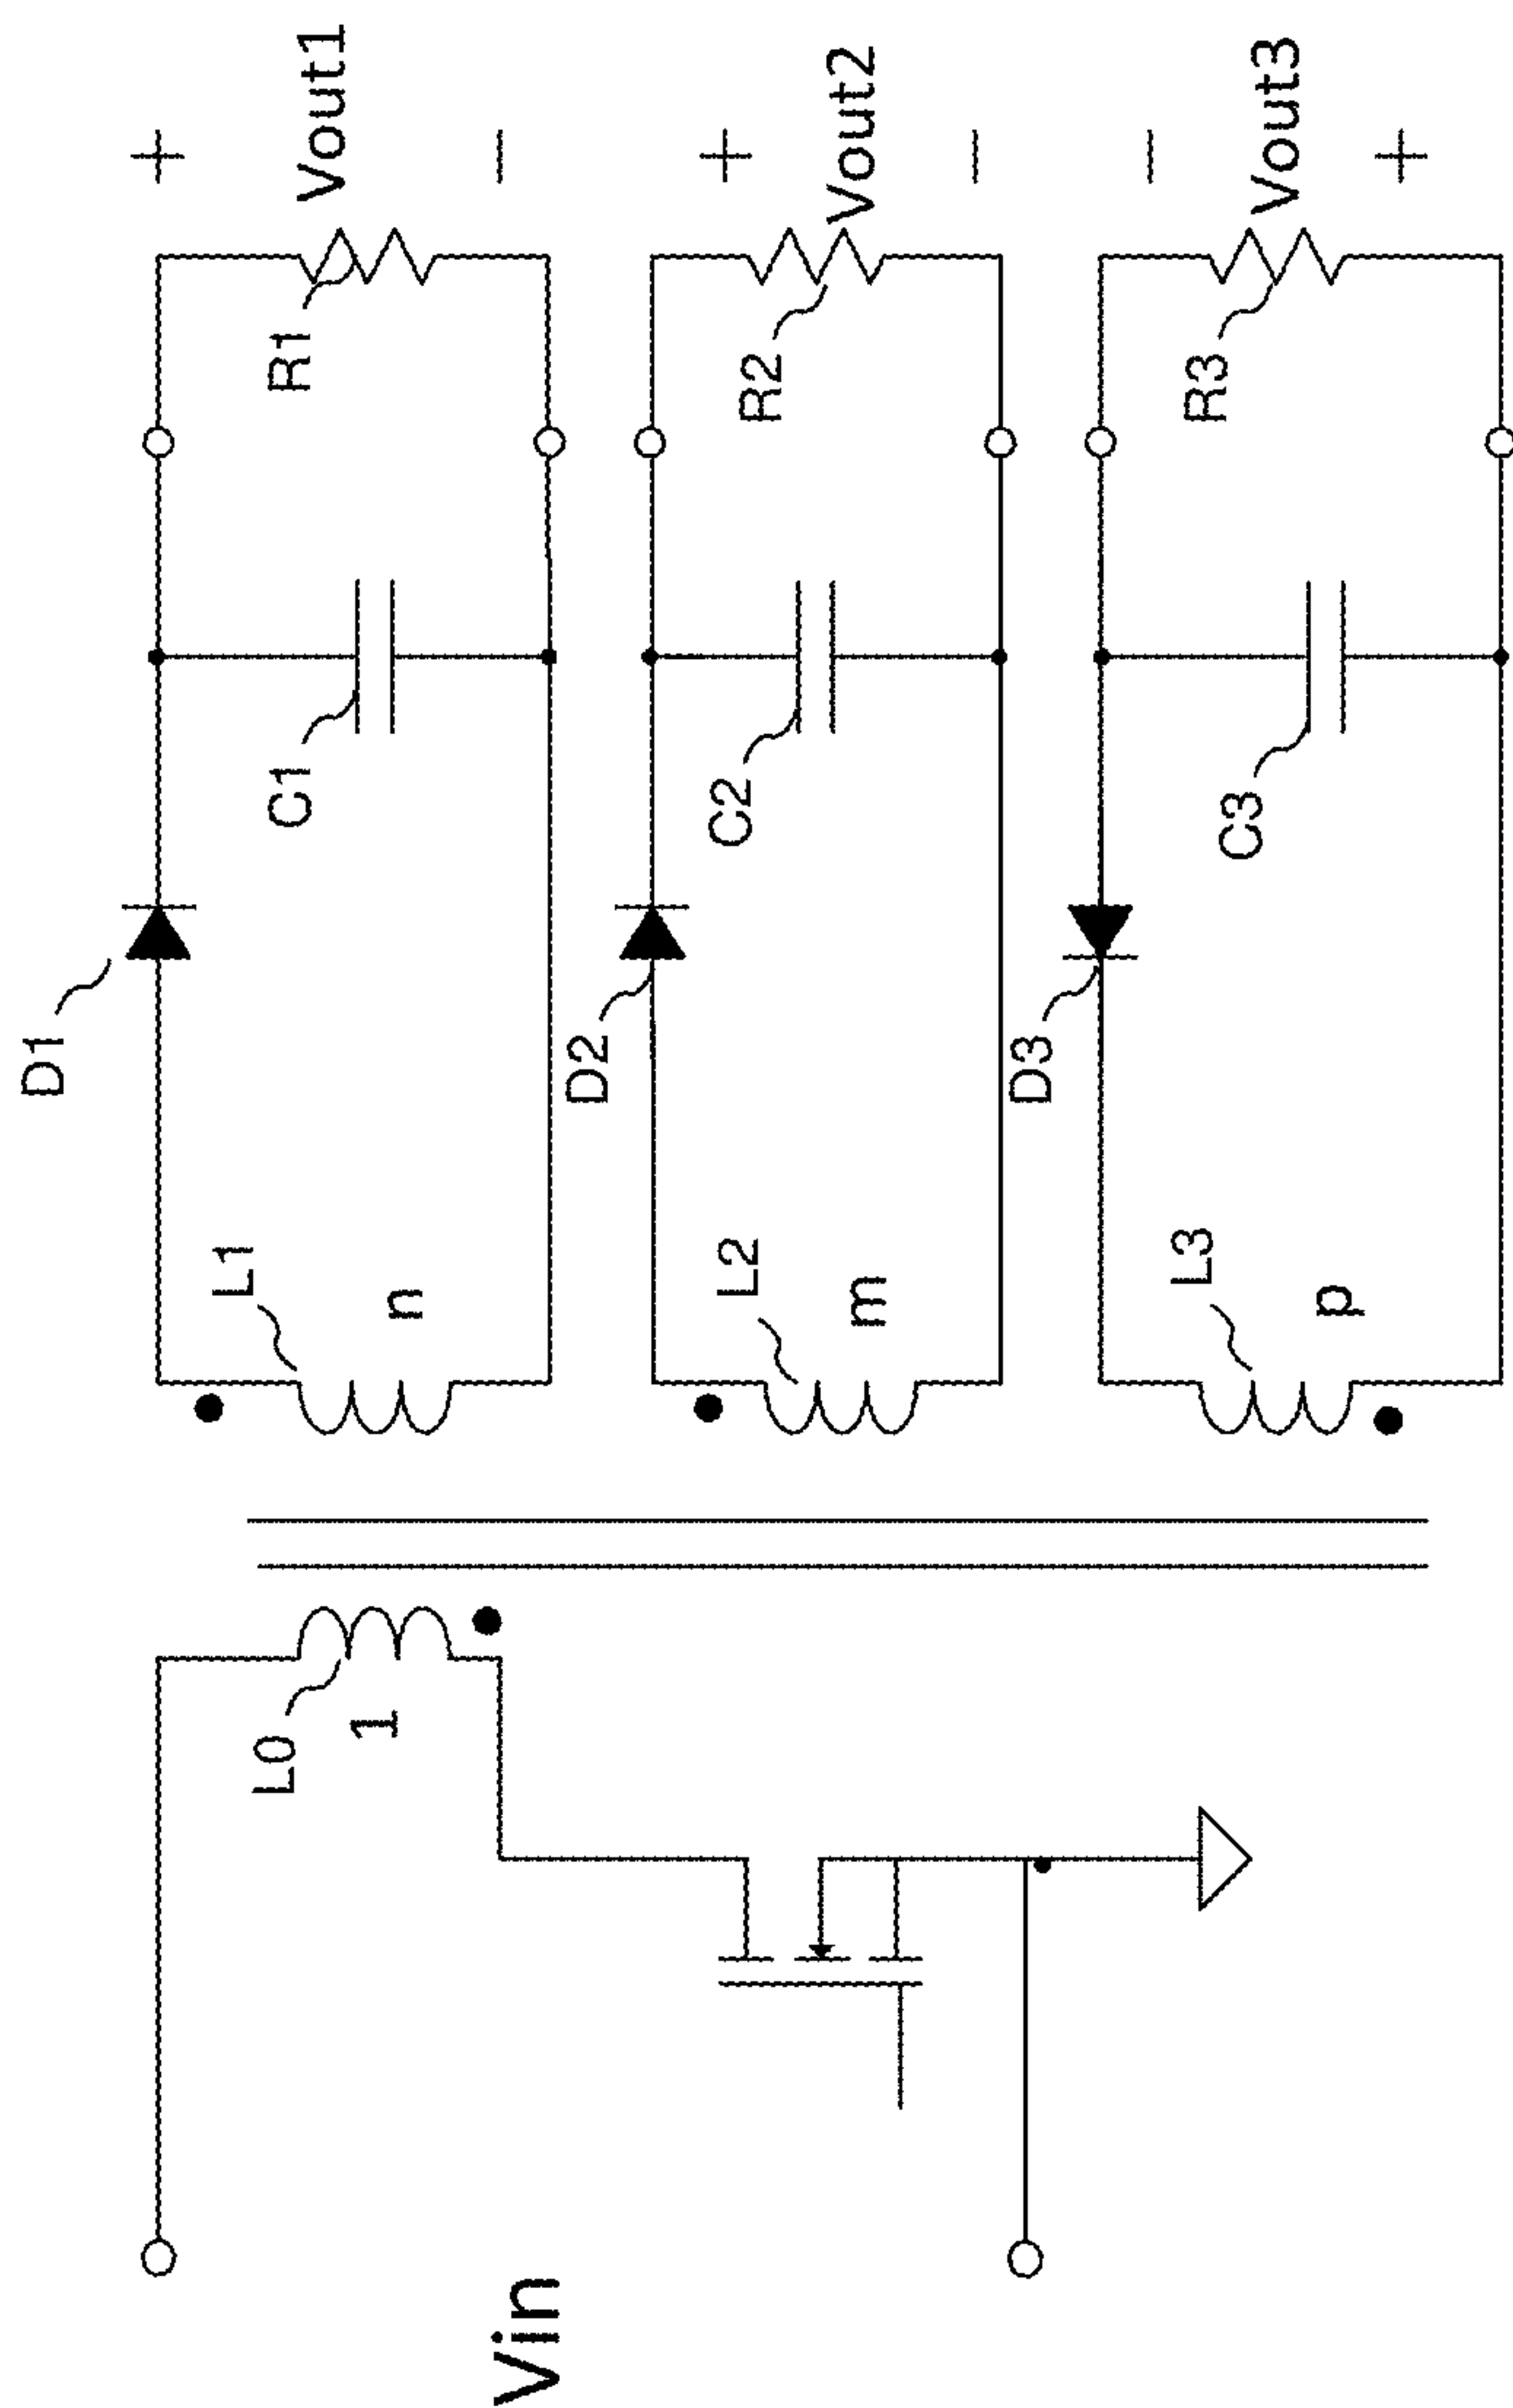 D1
L1
n
C1
R1
+
Vout1
−
D2
L2
m
C2
R2
+
Vout2
−
D3
L3
p
C3
R3
−
Vout3
+
L0
1
Vin